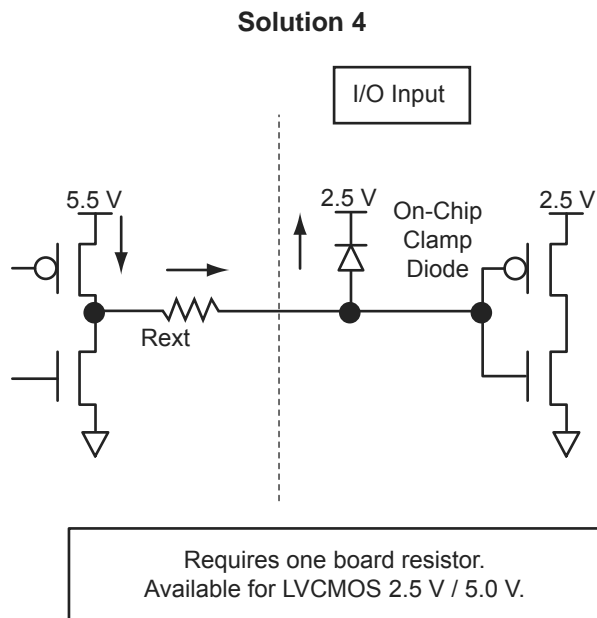 Solution 4
I/O Input
5.5 V
2.5 V
On-Chip
Clamp
Diode
2.5 V
Rext
Requires one board resistor.
Available for LVCMOS 2.5 V / 5.0 V.